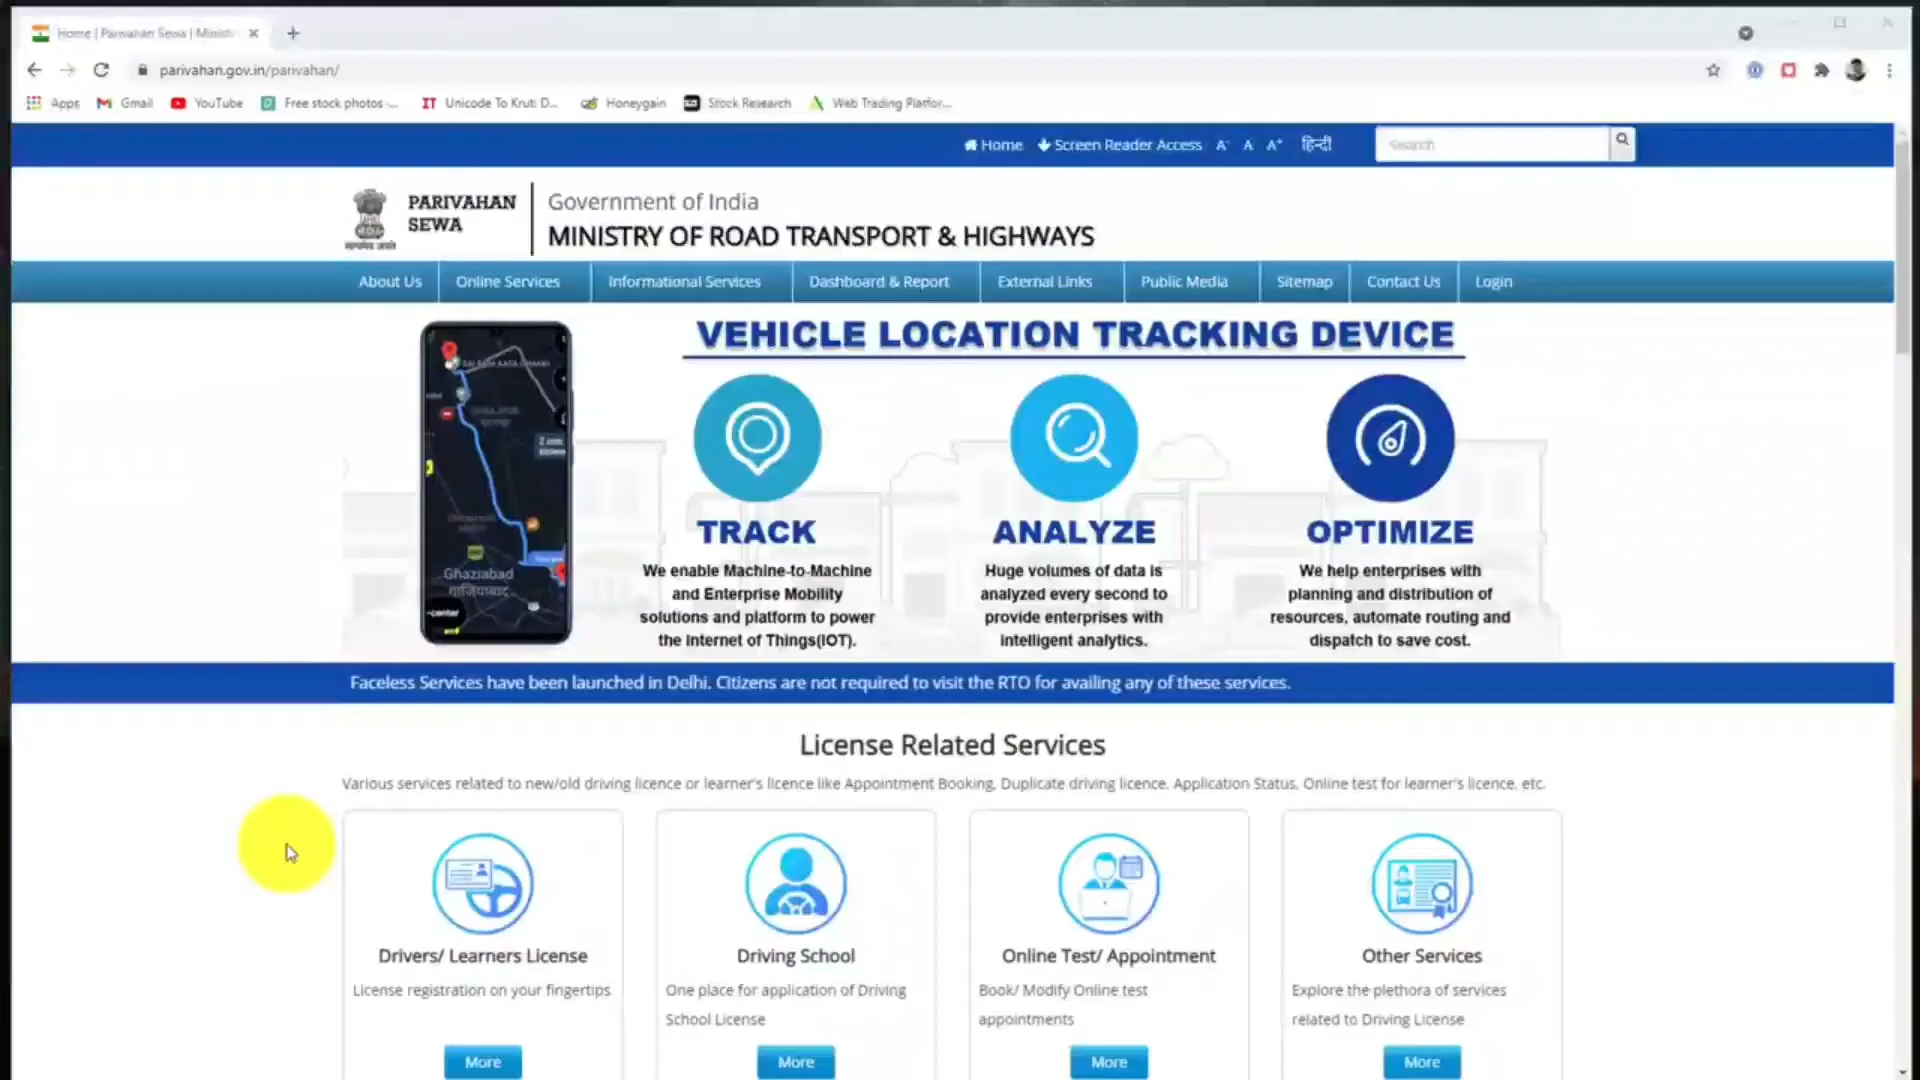 Home | Parivahan Sewa | Minist
parivahan.gov.in/parivahan/
Apps Gmail YouTube Free stock photos -... Unicode To Kruti D... Honeygain Stock Research Web Trading Platfor...
Home Screen Reader Access A- A A+ हिन्दी Search
PARIVAHAN
SEWA
Government of India
MINISTRY OF ROAD TRANSPORT & HIGHWAYS
About Us Online Services Informational Services Dashboard & Report External Links Public Media Sitemap Contact Us Login
VEHICLE LOCATION TRACKING DEVICE
Ghaziabad
TRACK ANALYZE OPTIMIZE
We enable Machine-to-Machine
and Enterprise Mobility
solutions and platform to power
the Internet of Things(IOT).
Huge volumes of data is
analyzed every second to
provide enterprises with
intelligent analytics.
We help enterprises with
planning and distribution of
resources, automate routing and
dispatch to save cost.
Faceless Services have been launched in Delhi. Citizens are not required to visit the RTO for availing any of these services.
License Related Services
Various services related to new/old driving licence or learner's licence like Appointment Booking, Duplicate driving licence, Application Status, Online test for learner's licence, etc.
Drivers/ Learners License
License registration on your fingertips
More
Driving School
One place for application of Driving
School License
More
Online Test/ Appointment
Book/ Modify Online test
appointments
More
Other Services
Explore the plethora of services
related to Driving License
More